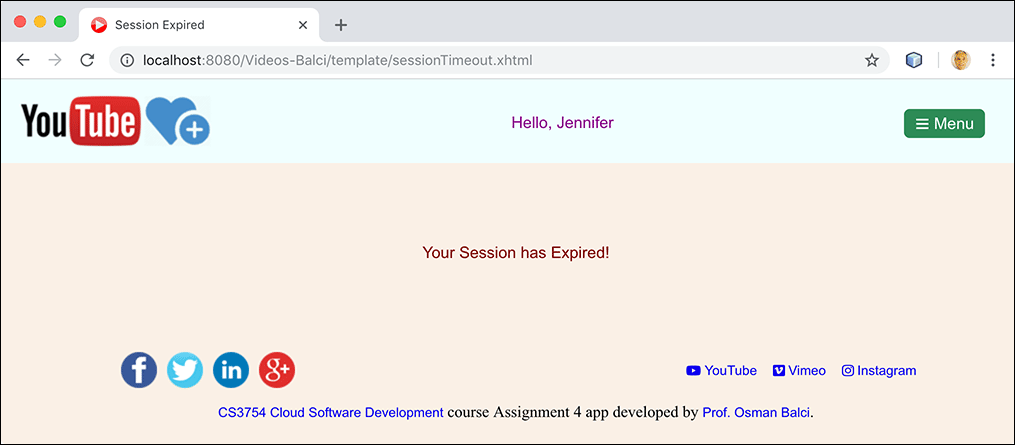 Session Expired
localhost:8080/Videos-Balci/template/sessionTimeout.xhtml
YouTube
Hello, Jennifer
Menu
Your Session has Expired!
f in g+
YouTube Vimeo Instagram
CS3754 Cloud Software Development course Assignment 4 app developed by Prof. Osman Balci.